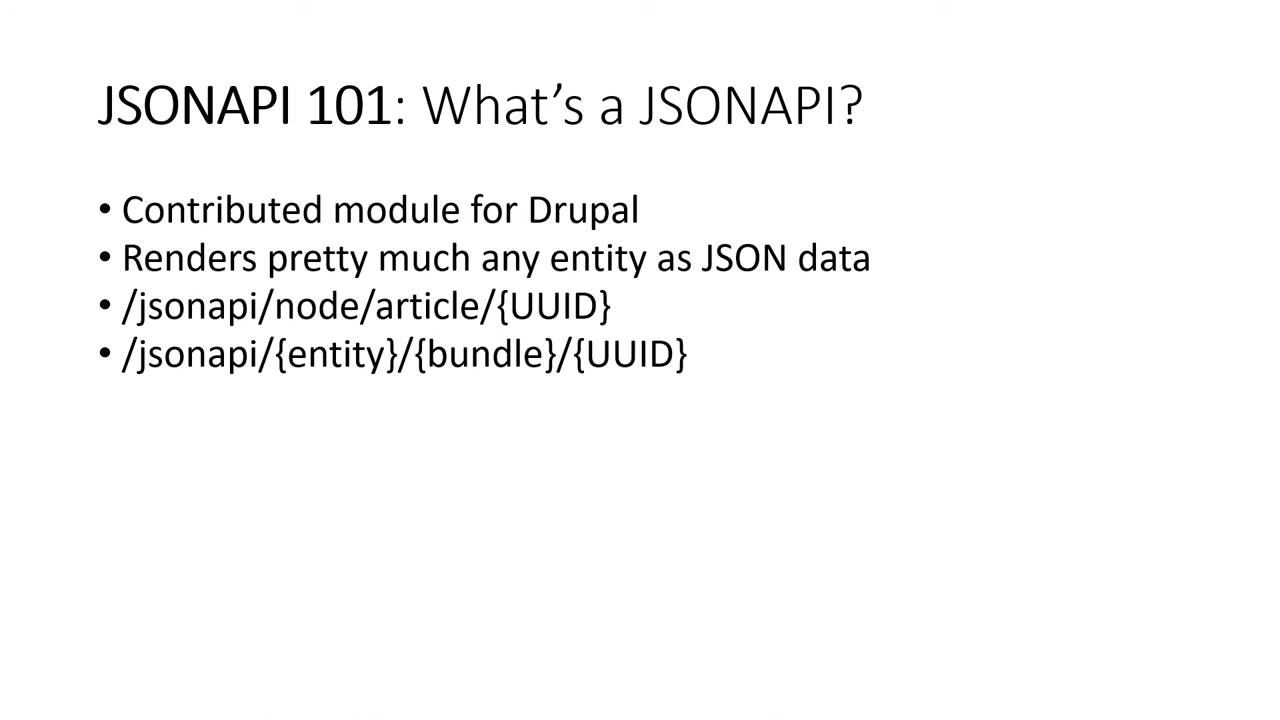 JSONAPI 101: What’s a JSONAPI?
• Contributed module for Drupal
• Renders pretty much any entity as JSON data
• /jsonapi/node/article/{UUID}
• /jsonapi/{entity}/{bundle}/{UUID}